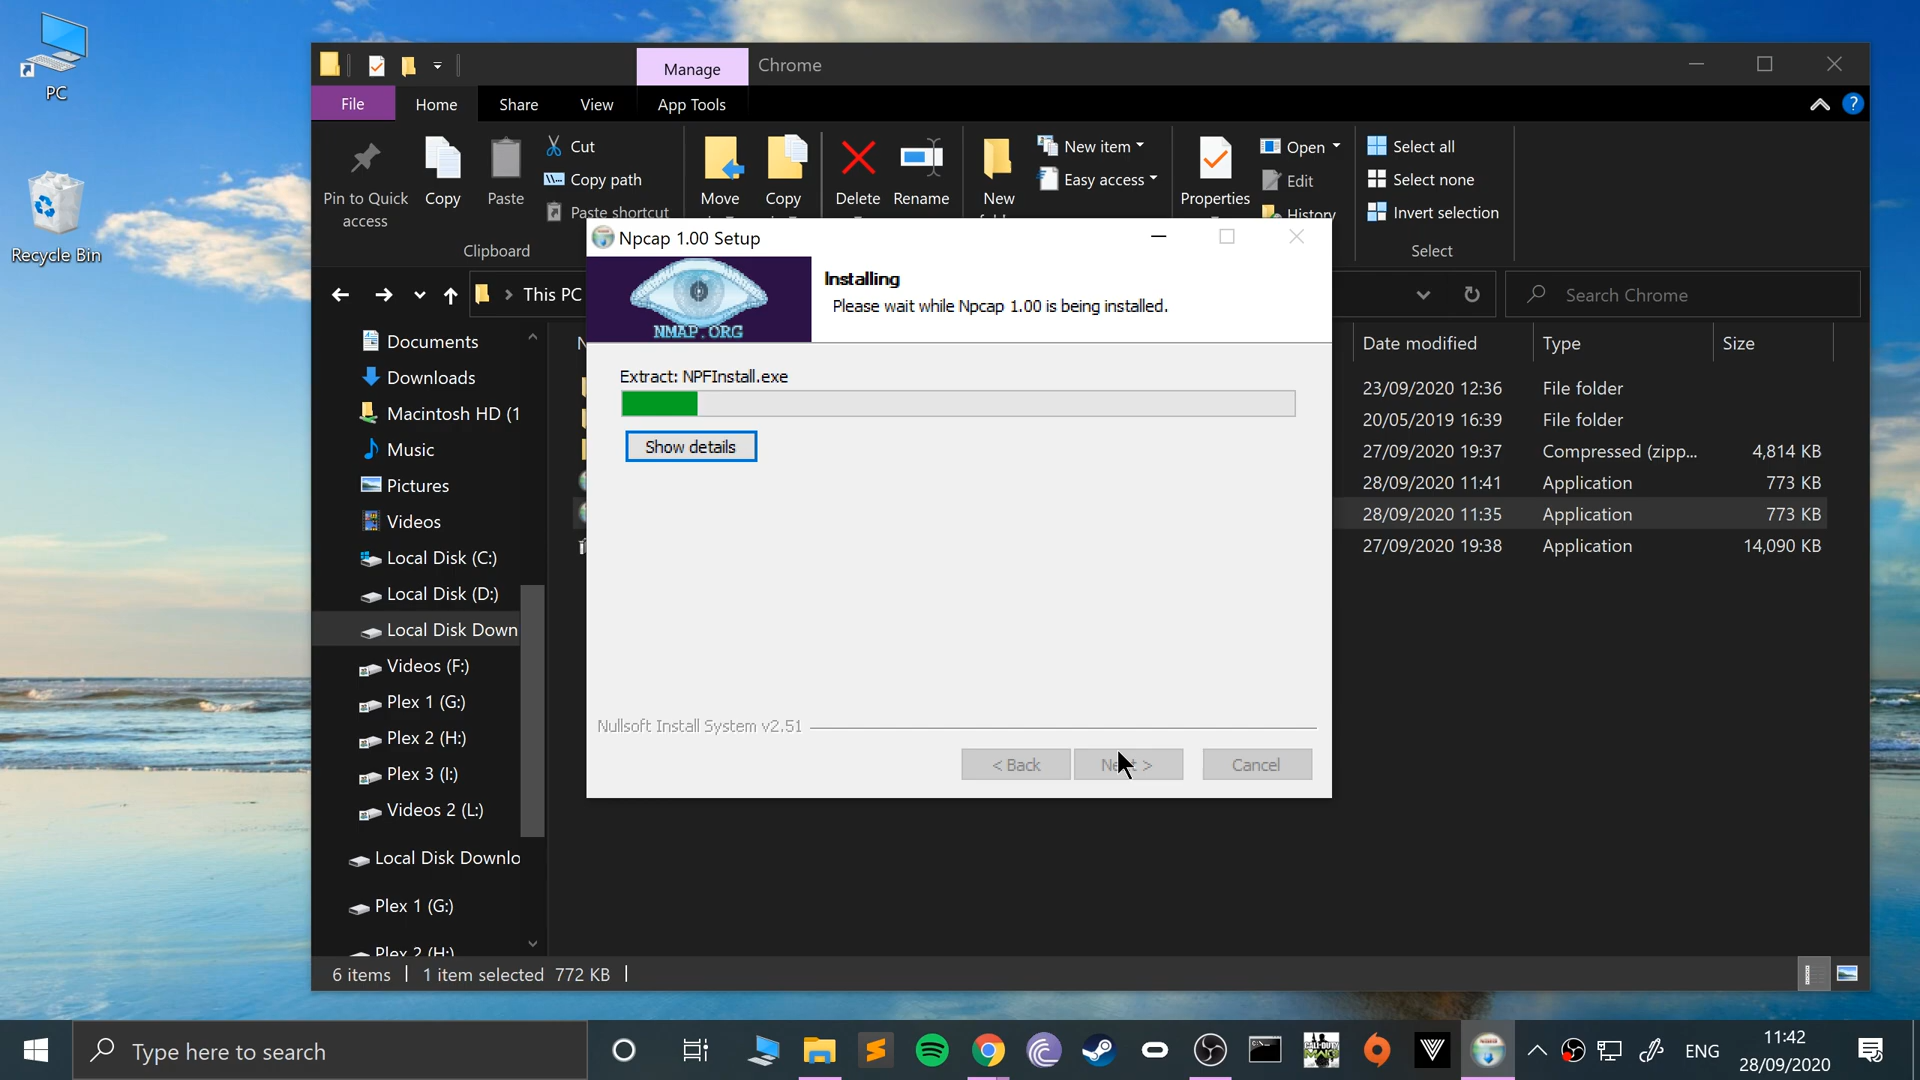 PC
Recycle Bin
Manage
Chrome
File
Home
Share
View
App Tools
?
Pin to Quick
access
Copy
Paste
Cut
Copy path
Paste shortcut
Clipboard
Move
Copy
Delete
Rename
New
New item
Easy access
Properties
Open
Edit
History
Select all
Select none
Invert selection
Select
This PC
Search Chrome
Documents
Downloads
Macintosh HD (1
Music
Pictures
Videos
Local Disk (C:)
Local Disk (D:)
Local Disk Down
Videos (F:)
Plex 1 (G:)
Plex 2 (H:)
Plex 3 (I:)
Videos 2 (L:)
Local Disk Downlo
Plex 1 (G:)
Plex 2 (H:)
Npcap 1.00 Setup
NMAP.ORG
Installing
Please wait while Npcap 1.00 is being installed.
Extract: NPFInstall.exe
Show details
Nullsoft Install System v2.51
< Back
Next >
Cancel
Date modified Type Size
23/09/2020 12:36 File folder
20/05/2019 16:39 File folder
27/09/2020 19:37 Compressed (zipp... 4,814 KB
28/09/2020 11:41 Application 773 KB
28/09/2020 11:35 Application 773 KB
27/09/2020 19:38 Application 14,090 KB
6 items 1 item selected 772 KB
Type here to search
ENG
11:42
28/09/2020